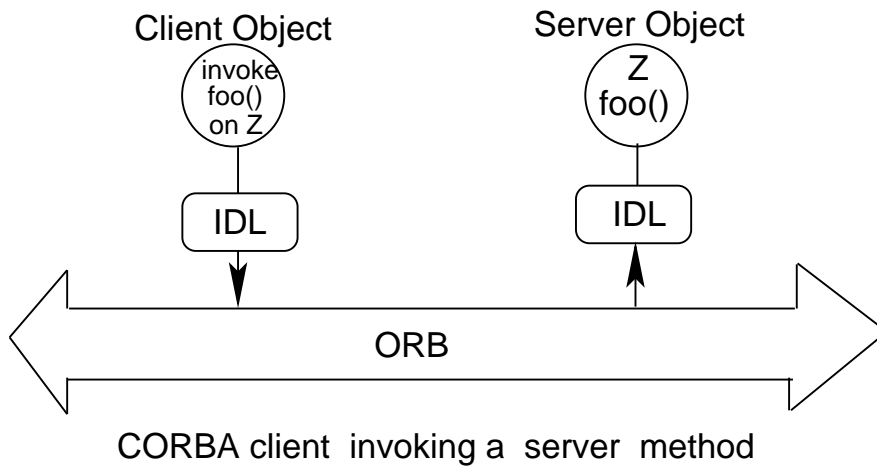 Client Object
Server Object
invoke
foo()
on Z
Z
foo()
IDL
IDL
ORB
CORBA client invoking a server method